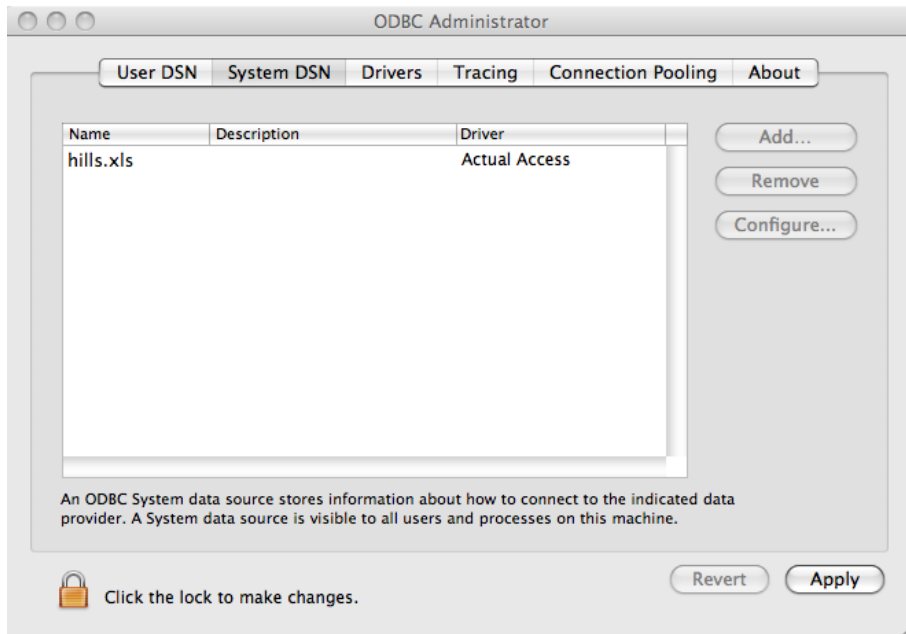 ODBC Administrator
User DSN System DSN Drivers Tracing Connection Pooling About
Name Description Driver
hills.xls Actual Access
Add...
Remove
Configure...
An ODBC System data source stores information about how to connect to the indicated data
provider. A System data source is visible to all users and processes on this machine.
Click the lock to make changes.
Revert Apply